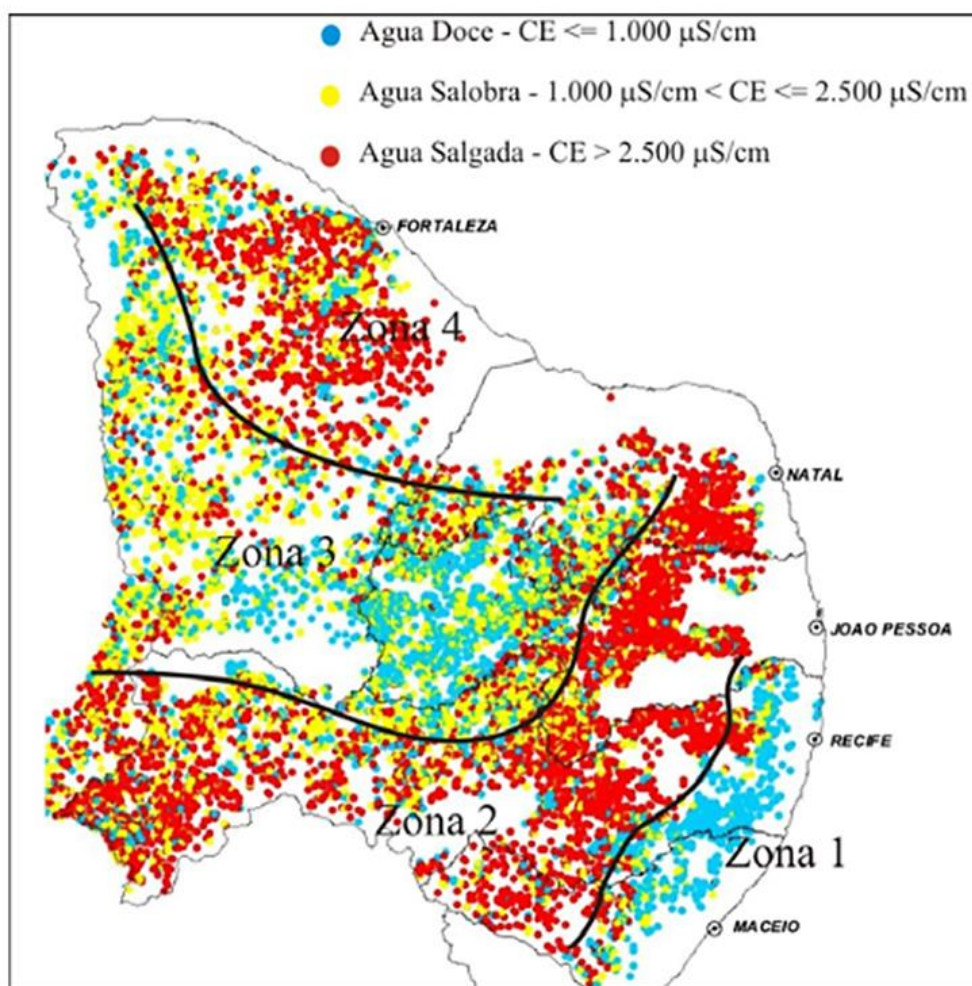 Agua Doce - CE <= 1.000 µS/cm
Agua Salobra - 1.000 µS/cm < CE <= 2.500 µS/cm
Agua Salgada - CE > 2.500 µS/cm
FORTALEZA
Zona 4
NATAL
Zona 3
JOAO PESSOA
RECIFE
Zona 2
Zona 1
MACEIO